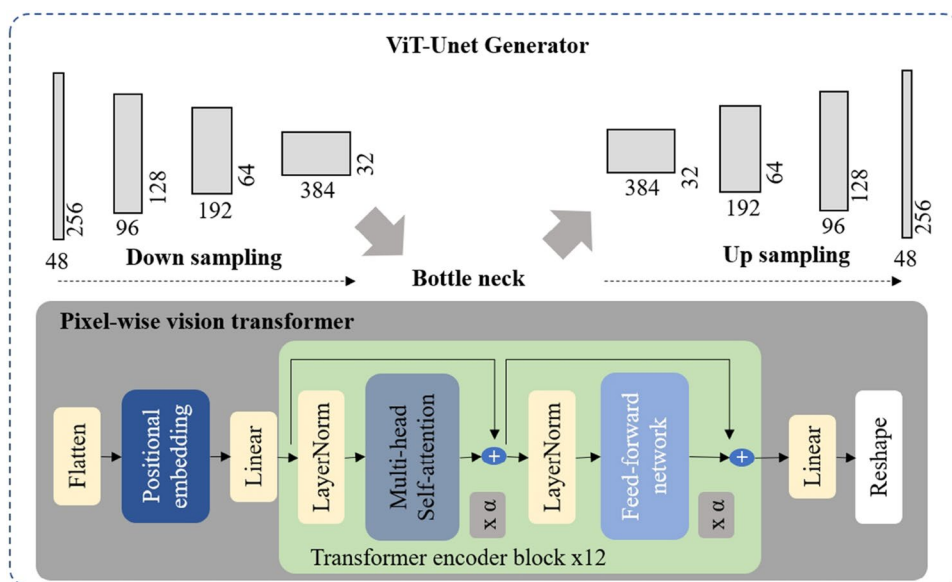 ViT-Unet Generator
48
256
96
128
192
64
384
32
Down sampling
Bottle neck
384
32
192
64
96
128
48
256
Up sampling
Pixel-wise vision transformer
Flatten
Positional
embedding
Linear
LayerNorm
Multi-head
Self-attention
+
x α
LayerNorm
Feed-forward
network
+
x α
Linear
Reshape
Transformer encoder block x12